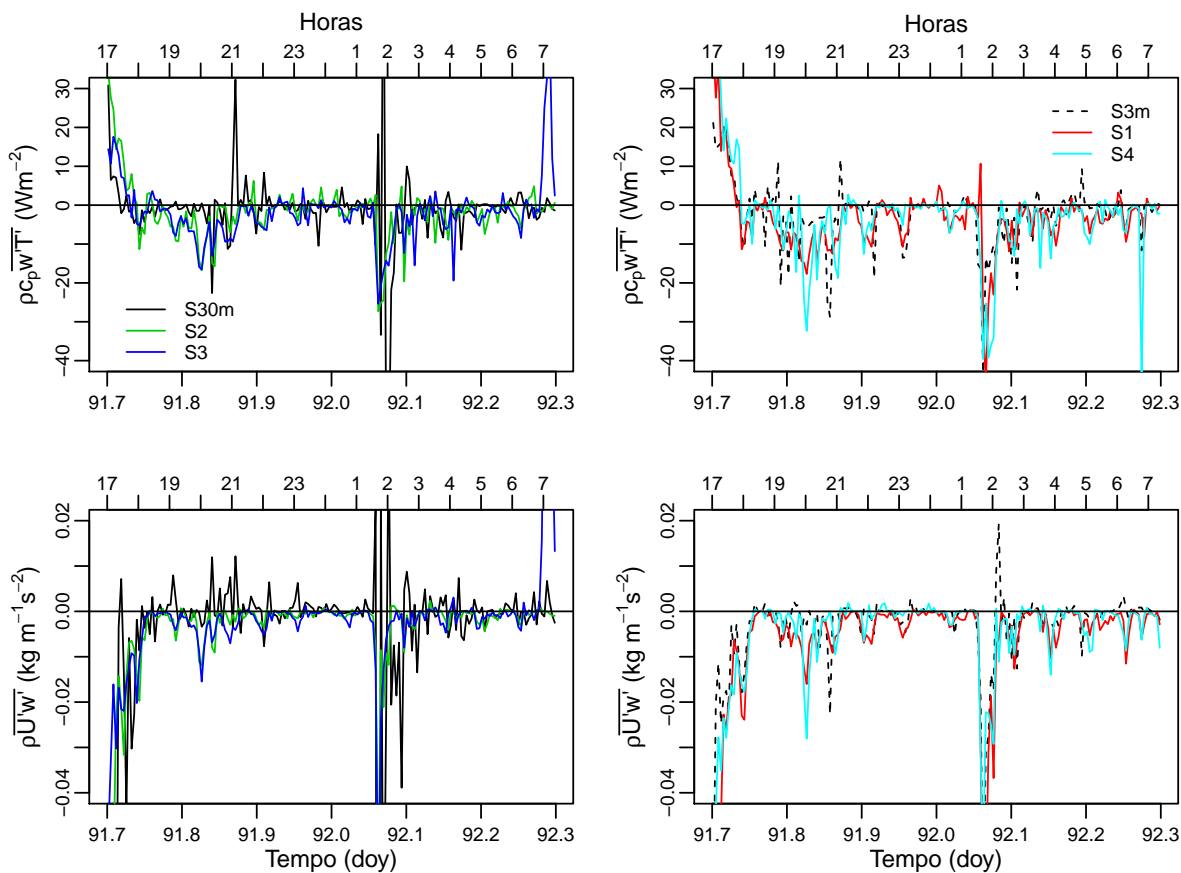 Horas
17 19 21 23 1 2 3 4 5 6 7
ρcₚw'T' (Wm⁻²)
30
20
10
0
−20
−40
S30m
S2
S3
91.7 91.8 91.9 92.0 92.1 92.2 92.3
Horas
17 19 21 23 1 2 3 4 5 6 7
ρcₚw'T' (Wm⁻²)
30
20
10
0
−20
−40
S3m
S1
S4
91.7 91.8 91.9 92.0 92.1 92.2 92.3
17 19 21 23 1 2 3 4 5 6 7
ρU'w' (kg m⁻¹s⁻²)
0.02
0.00
−0.02
−0.04
91.7 91.8 91.9 92.0 92.1 92.2 92.3
Tempo (doy)
17 19 21 23 1 2 3 4 5 6 7
ρU'w' (kg m⁻¹s⁻²)
0.02
0.00
−0.02
−0.04
91.7 91.8 91.9 92.0 92.1 92.2 92.3
Tempo (doy)